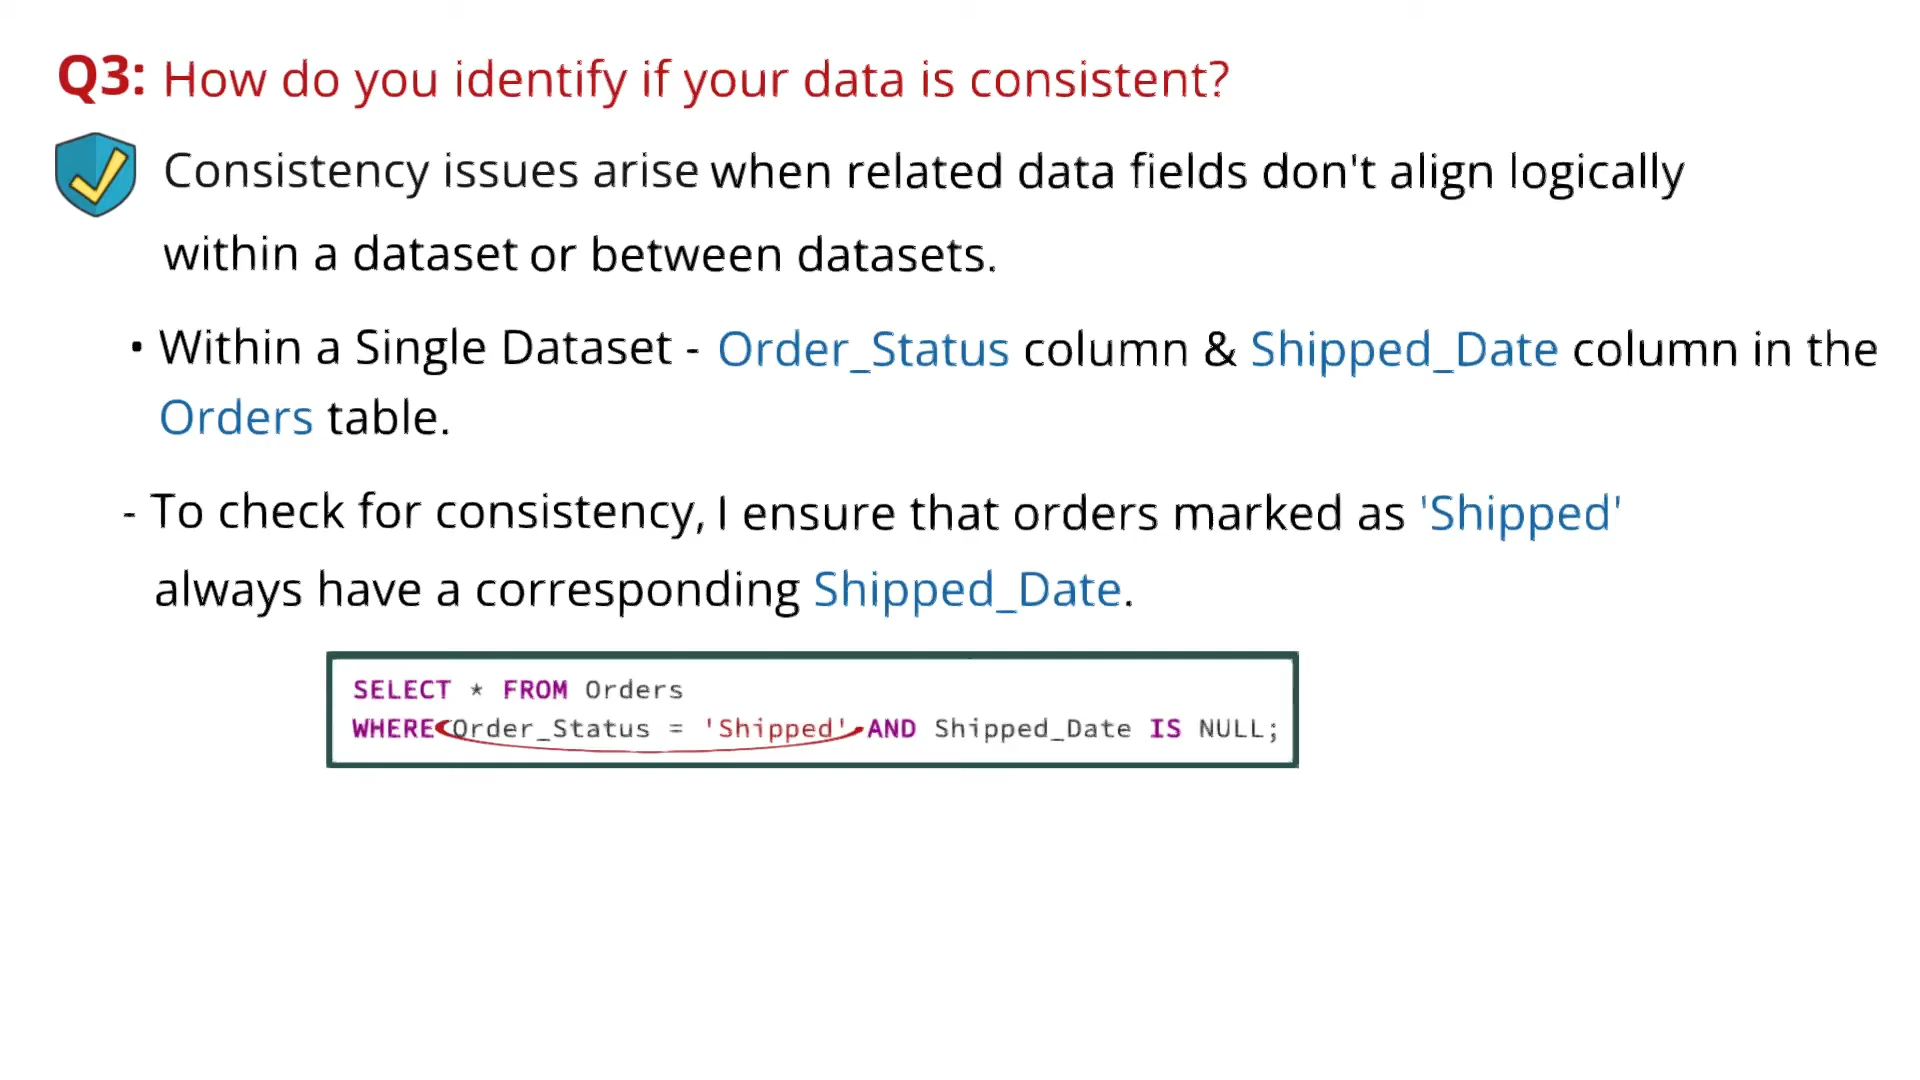 Q3: How do you identify if your data is consistent?
Consistency issues arise when related data fields don't align logically
within a dataset or between datasets.
• Within a Single Dataset - Order_Status column & Shipped_Date column in the
Orders table.
- To check for consistency, I ensure that orders marked as 'Shipped'
always have a corresponding Shipped_Date.
SELECT * FROM Orders
WHERE Order_Status = 'Shipped' AND Shipped_Date IS NULL;